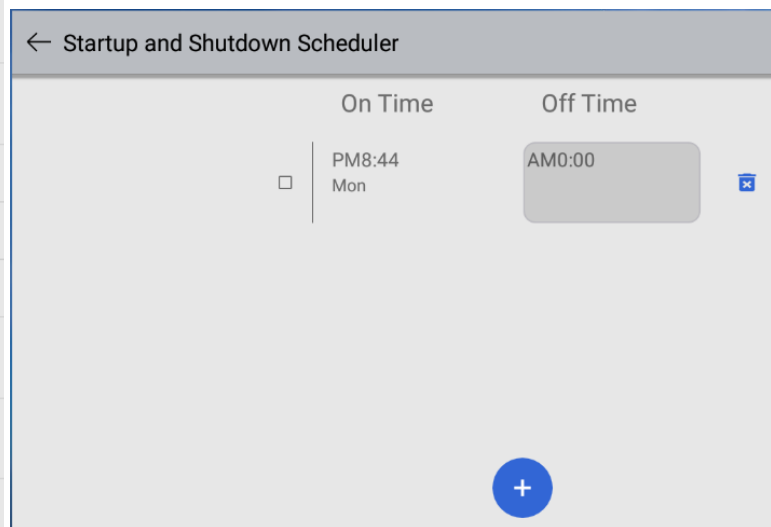 Startup and Shutdown Scheduler
On Time Off Time
PM8:44 AM0:00
Mon